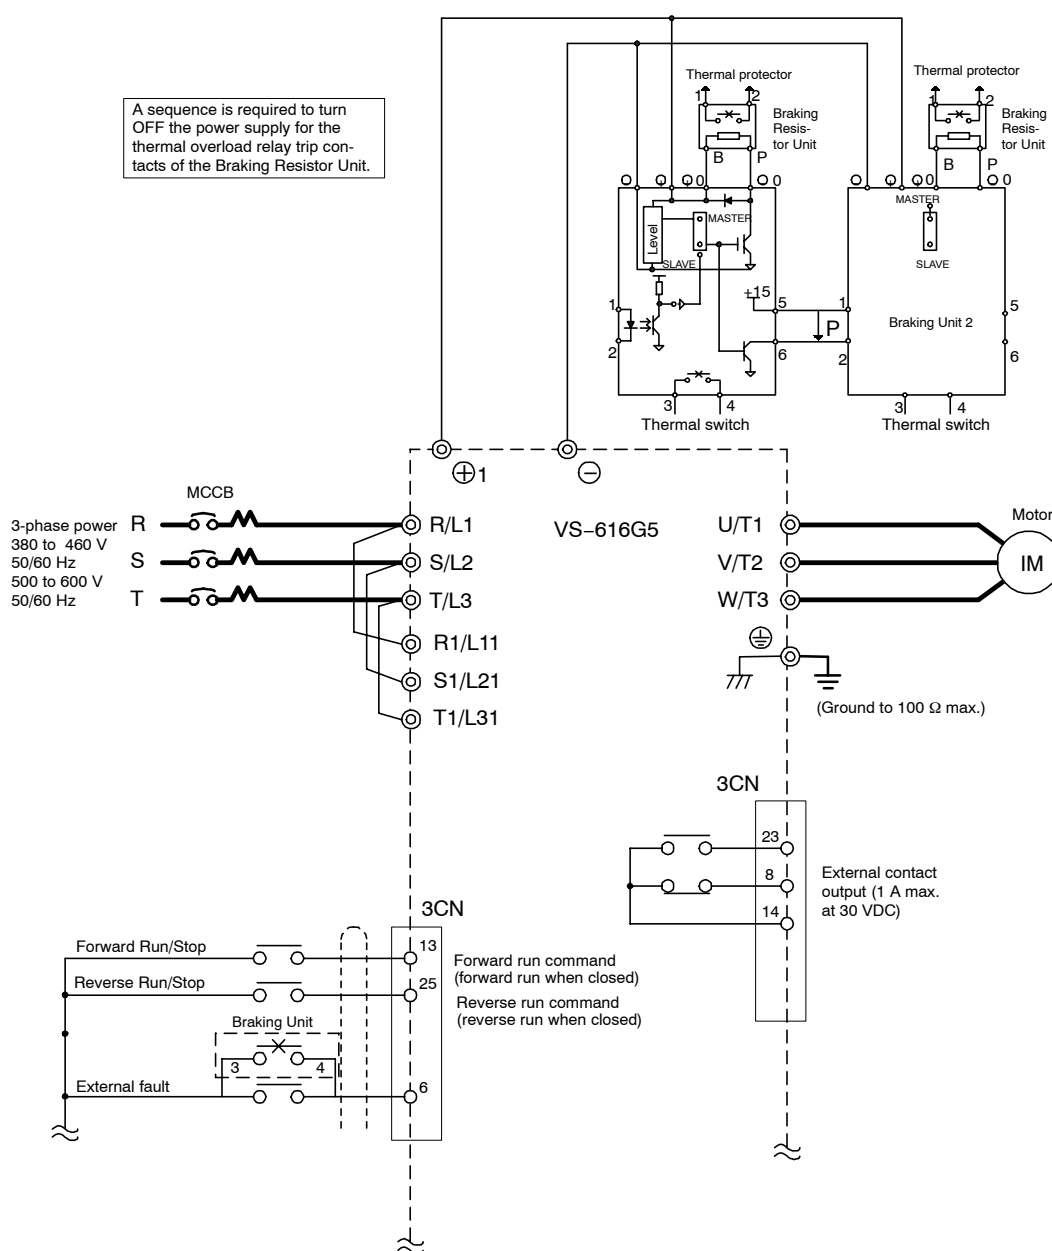 A sequence is required to turn
OFF the power supply for the
thermal overload relay trip con-
tacts of the Braking Resistor Unit.
Thermal protector
1 2
Braking
Resis-
tor Unit
B P
0 0
Thermal protector
1 2
Braking
Resis-
tor Unit
B P
0 0
Level
MASTER
SLAVE
+15
1
2
5
6
P
3 4
Thermal switch
MASTER
SLAVE
1
2
Braking Unit 2
5
6
3 4
Thermal switch
+1
−
MCCB
3-phase power
380 to 460 V
50/60 Hz
500 to 600 V
50/60 Hz
R
S
T
R/L1
S/L2
T/L3
R1/L11
S1/L21
T1/L31
VS−616G5
U/T1
V/T2
W/T3
Motor
IM
(Ground to 100 Ω max.)
3CN
23
8
14
External contact
output (1 A max.
at 30 VDC)
3CN
Forward Run/Stop
13
Forward run command
(forward run when closed)
Reverse Run/Stop
25
Reverse run command
(reverse run when closed)
Braking Unit
3 4
External fault
6